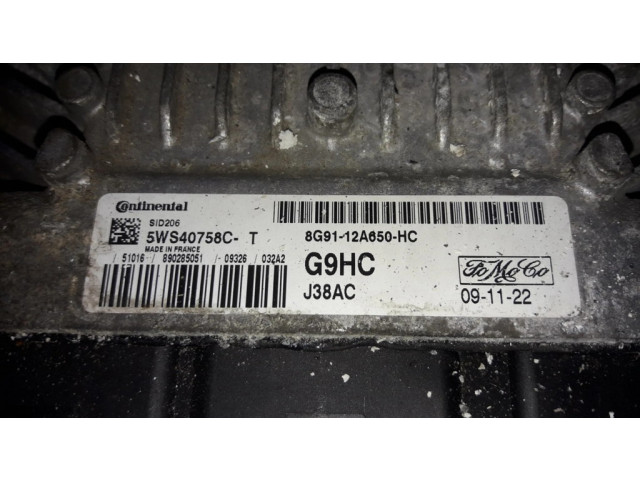 Continental
SID206
5WS40758C- T
MADE IN FRANCE
/ 51016 / 890285051 - 09326 / 032A2
8G91-12A650-HC
G9HC
J38AC
FoMoCo
09-11-22